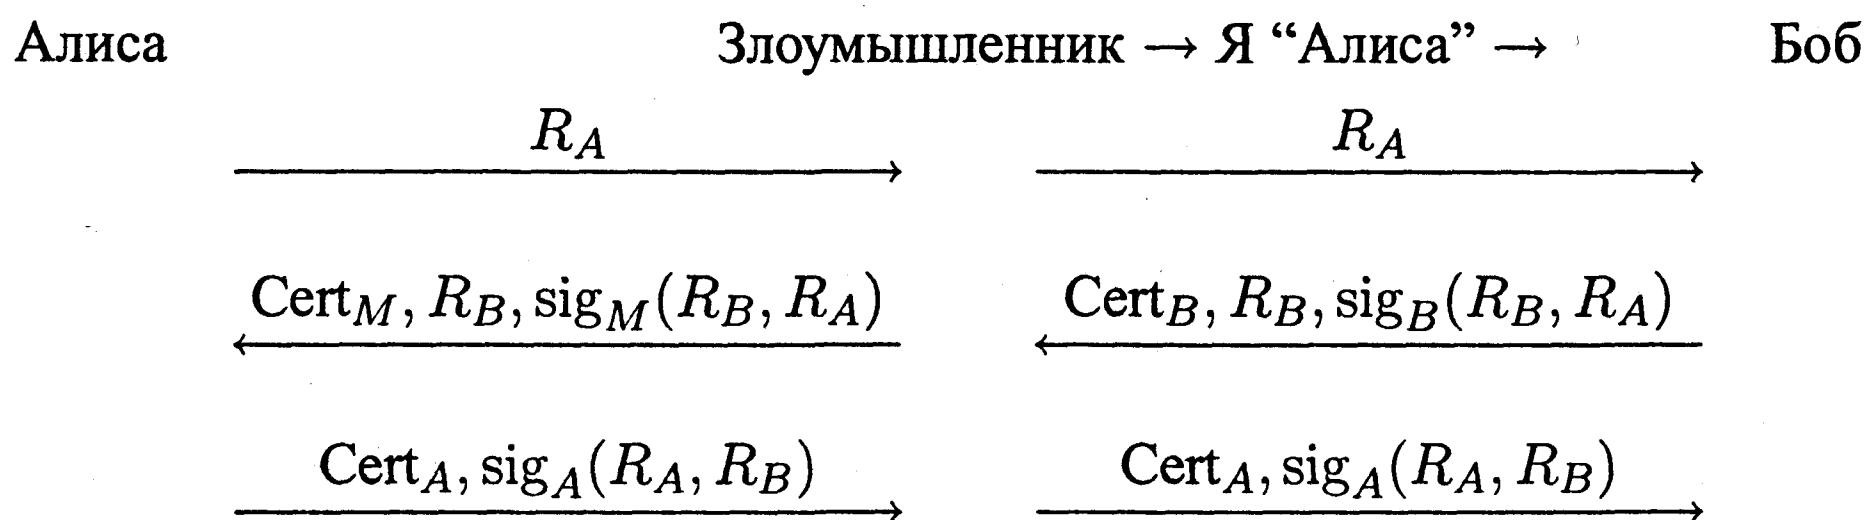 Алиса Злоумышленник → Я “Алиса” → Боб
R_A R_A
Cert_M, R_B, sig_M(R_B, R_A) Cert_B, R_B, sig_B(R_B, R_A)
Cert_A, sig_A(R_A, R_B) Cert_A, sig_A(R_A, R_B)